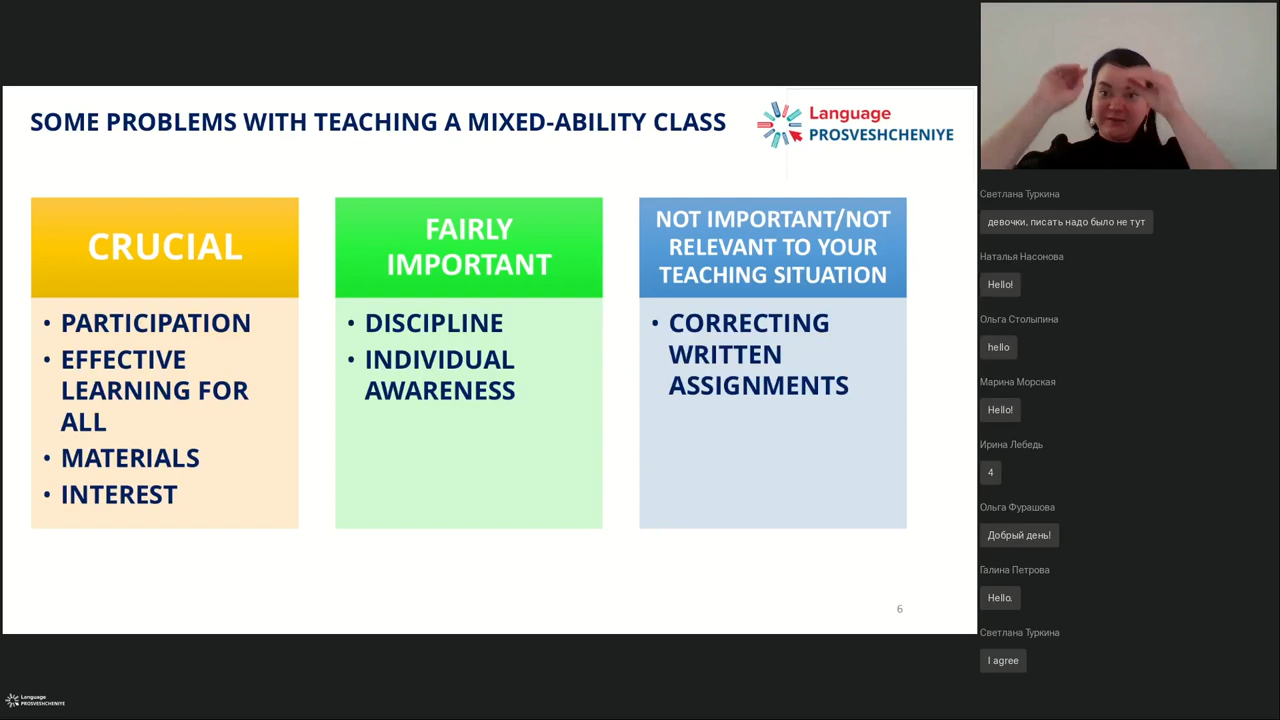 SOME PROBLEMS WITH TEACHING A MIXED-ABILITY CLASS
Language
PROSVESHCHENIYE
CRUCIAL
• PARTICIPATION
• EFFECTIVE
LEARNING FOR
ALL
• MATERIALS
• INTEREST
FAIRLY
IMPORTANT
• DISCIPLINE
• INDIVIDUAL
AWARENESS
NOT IMPORTANT/NOT
RELEVANT TO YOUR
TEACHING SITUATION
• CORRECTING
WRITTEN
ASSIGNMENTS
6
Светлана Туркина
девочки, писать надо было не тут
Наталья Насонова
Hello!
Ольга Столыпина
hello
Марина Морская
Hello!
Ирина Лебедь
4
Ольга Фурашова
Добрый день!
Галина Петрова
Hello.
Светлана Туркина
I agree
Language
PROSVESHCHENIYE